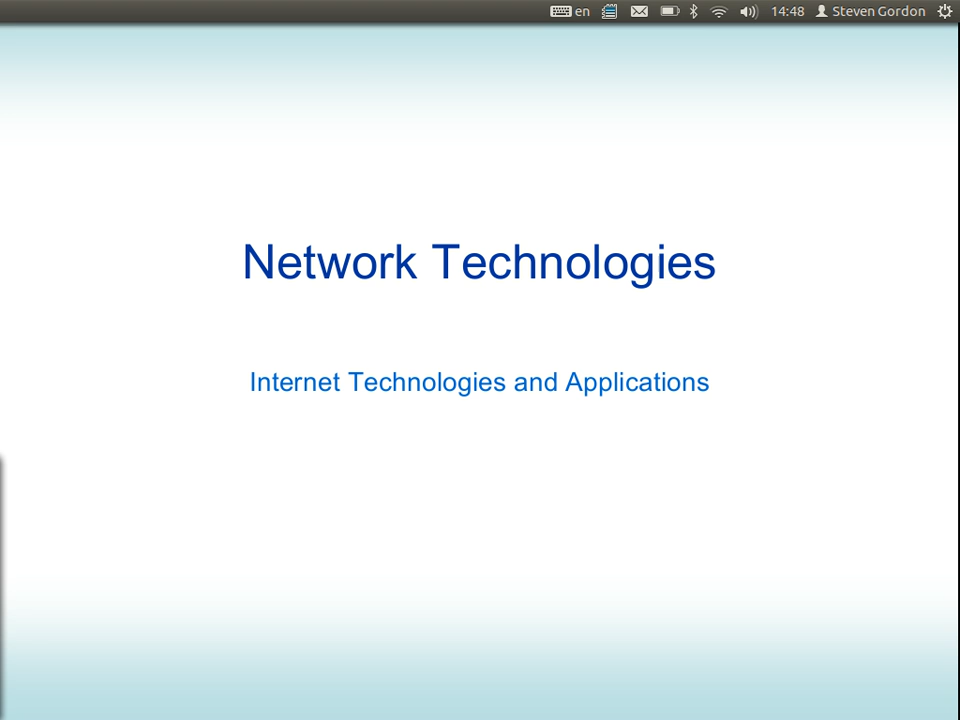 en 14:48 Steven Gordon
Network Technologies
Internet Technologies and Applications